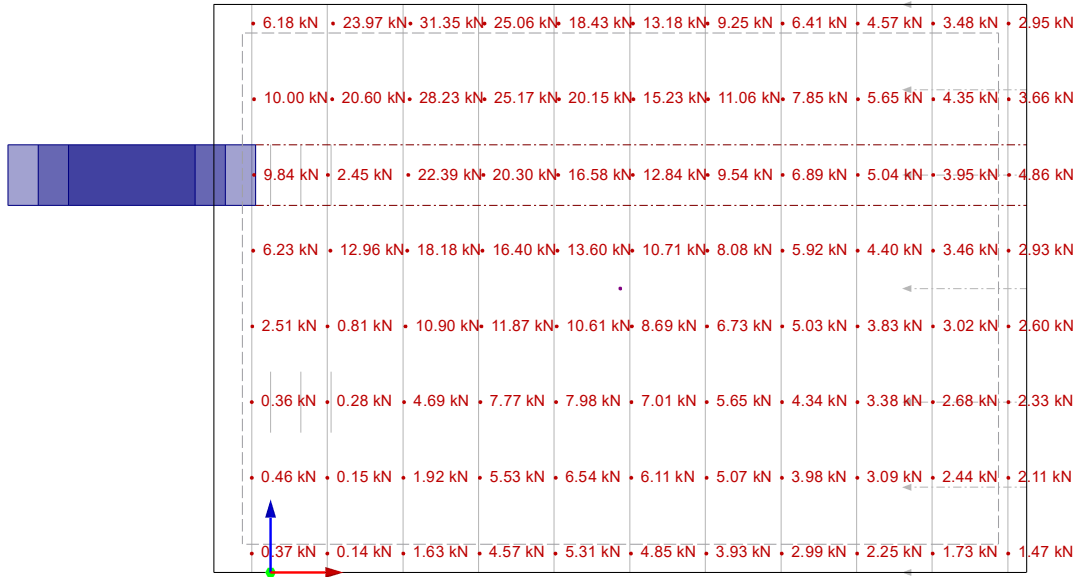 6.18 kN 23.97 kN 31.35 kN 25.06 kN 18.43 kN 13.18 kN 9.25 kN 6.41 kN 4.57 kN 3.48 kN 2.95 kN
10.00 kN 20.60 kN 28.23 kN 25.17 kN 20.15 kN 15.23 kN 11.06 kN 7.85 kN 5.65 kN 4.35 kN 3.66 kN
9.84 kN 2.45 kN 22.39 kN 20.30 kN 16.58 kN 12.84 kN 9.54 kN 6.89 kN 5.04 kN 3.95 kN 4.86 kN
6.23 kN 12.96 kN 18.18 kN 16.40 kN 13.60 kN 10.71 kN 8.08 kN 5.92 kN 4.40 kN 3.46 kN 2.93 kN
2.51 kN 0.81 kN 10.90 kN 11.87 kN 10.61 kN 8.69 kN 6.73 kN 5.03 kN 3.83 kN 3.02 kN 2.60 kN
0.36 kN 0.28 kN 4.69 kN 7.77 kN 7.98 kN 7.01 kN 5.65 kN 4.34 kN 3.38 kN 2.68 kN 2.33 kN
0.46 kN 0.15 kN 1.92 kN 5.53 kN 6.54 kN 6.11 kN 5.07 kN 3.98 kN 3.09 kN 2.44 kN 2.11 kN
0.37 kN 0.14 kN 1.63 kN 4.57 kN 5.31 kN 4.85 kN 3.93 kN 2.99 kN 2.25 kN 1.73 kN 1.47 kN